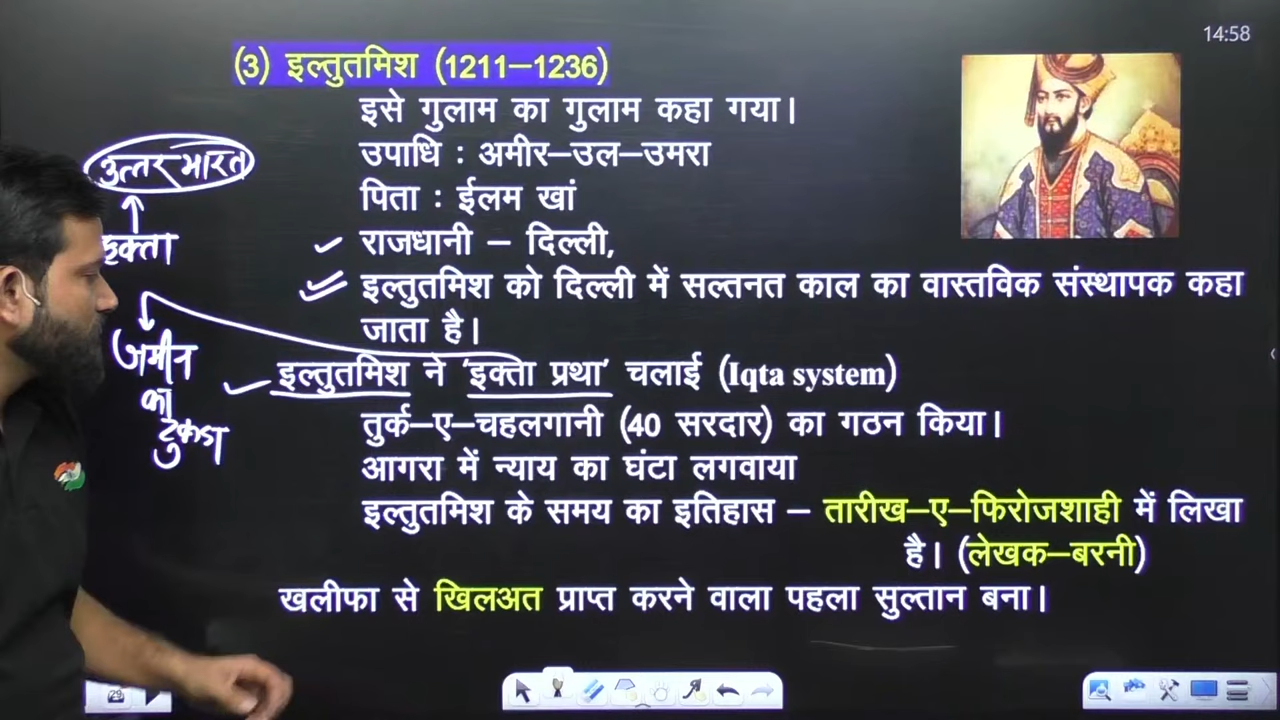 14:58
(3) इल्तुतमिश (1211–1236)
इसे गुलाम का गुलाम कहा गया।
उपाधि : अमीर–उल–उमरा
पिता : ईलम खां
राजधानी – दिल्ली,
इल्तुतमिश को दिल्ली में सल्तनत काल का वास्तविक संस्थापक कहा
जाता है।
इल्तुतमिश ने 'इक्ता प्रथा' चलाई (Iqta system)
तुर्क–ए–चहलगानी (40 सरदार) का गठन किया।
आगरा में न्याय का घंटा लगवाया
इल्तुतमिश के समय का इतिहास – तारीख–ए–फिरोजशाही में लिखा
है। (लेखक–बरनी)
खलीफा से खिलअत प्राप्त करने वाला पहला सुल्तान बना।
उत्तर भारत
इक्ता
जमीन
का
टुकडा
29